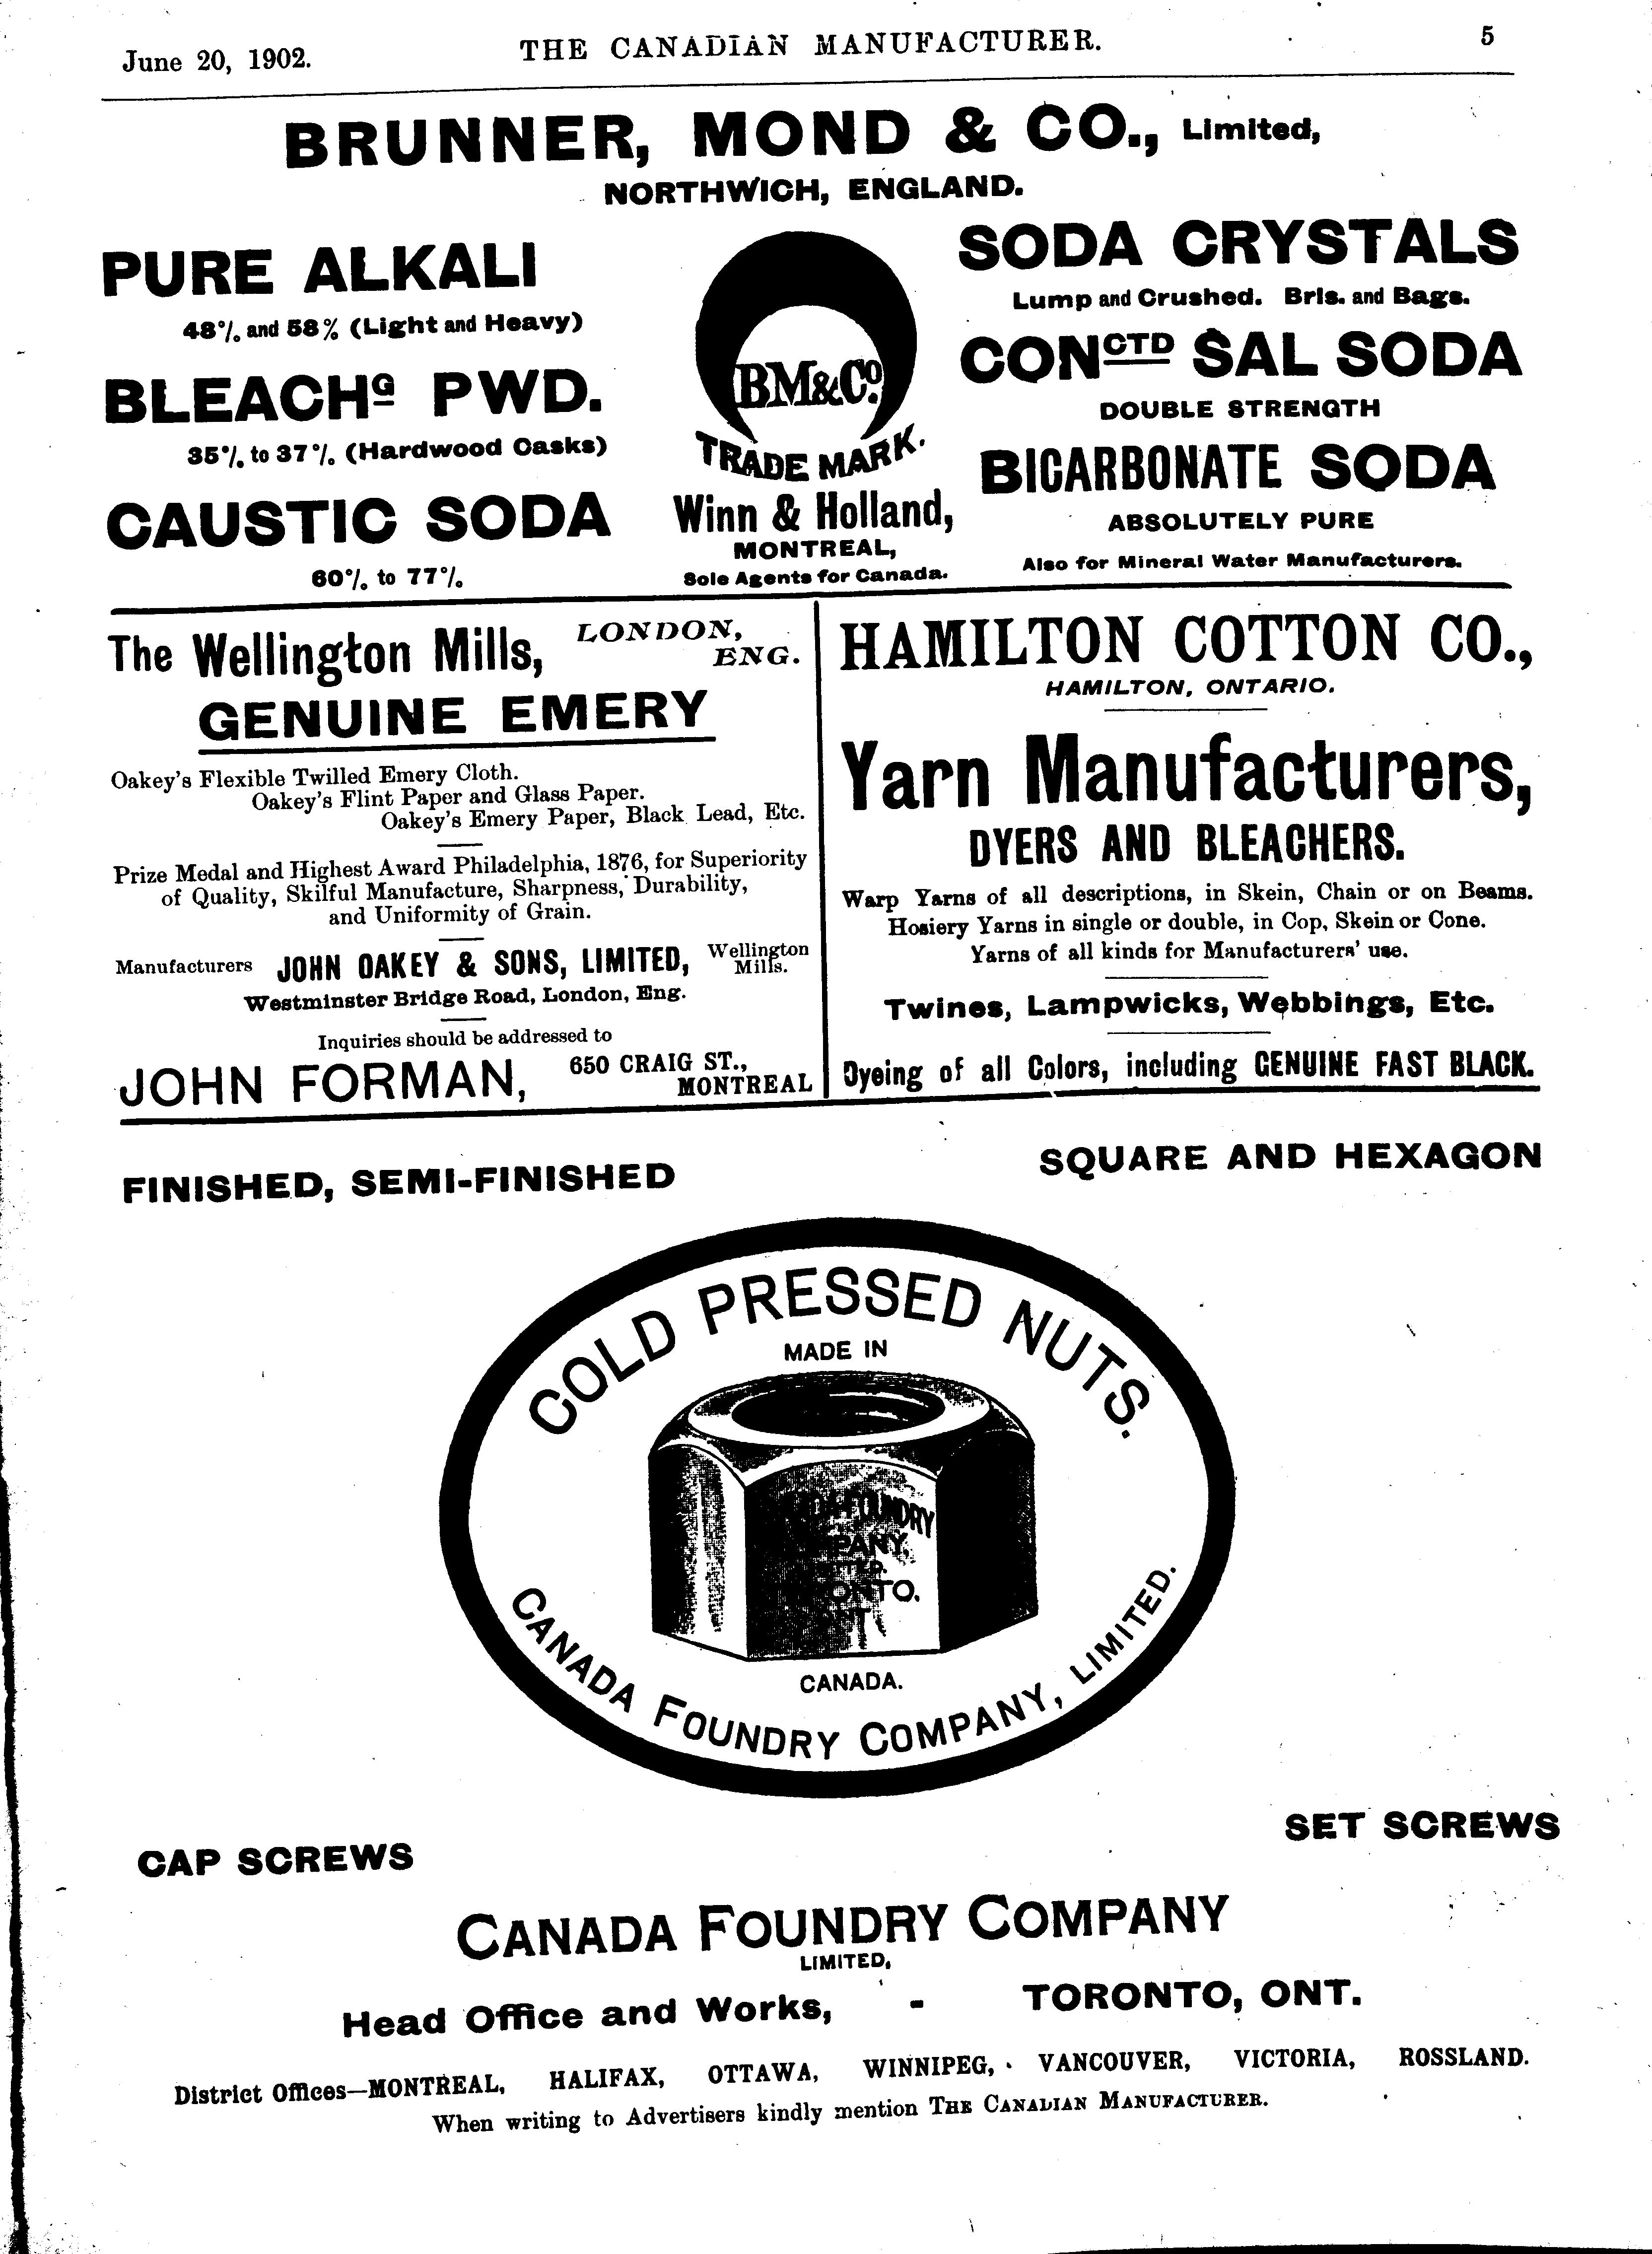 June 20, 1902.
THE CANADIAN MANUFACTURER.
5
BRUNNER, MOND & CO., Limited,
NORTHWICH, ENGLAND.
PURE ALKALI
48% and 58% (Light and Heavy)
BLEACHG PWD.
35% to 37% (Hardwood Casks)
CAUSTIC SODA
60% to 77%
BM&Co.
TRADE MARK.
Winn & Holland,
MONTREAL,
Sole Agents for Canada.
SODA CRYSTALS
Lump and Crushed. Brls. and Bags.
CONCTD SAL SODA
DOUBLE STRENGTH
BICARBONATE SODA
ABSOLUTELY PURE
Also for Mineral Water Manufacturers.
The Wellington Mills, LONDON, ENG.
GENUINE EMERY
Oakey's Flexible Twilled Emery Cloth.
Oakey's Flint Paper and Glass Paper.
Oakey's Emery Paper, Black Lead, Etc.
Prize Medal and Highest Award Philadelphia, 1876, for Superiority
of Quality, Skilful Manufacture, Sharpness, Durability,
and Uniformity of Grain.
Manufacturers JOHN OAKEY & SONS, LIMITED, Wellington Mills.
Westminster Bridge Road, London, Eng.
Inquiries should be addressed to
JOHN FORMAN, 650 CRAIG ST., MONTREAL
HAMILTON COTTON CO.,
HAMILTON, ONTARIO.
Yarn Manufacturers,
DYERS AND BLEACHERS.
Warp Yarns of all descriptions, in Skein, Chain or on Beams.
Hosiery Yarns in single or double, in Cop, Skein or Cone.
Yarns of all kinds for Manufacturers' use.
Twines, Lampwicks, Webbings, Etc.
Dyeing of all Colors, including GENUINE FAST BLACK.
FINISHED, SEMI-FINISHED
SQUARE AND HEXAGON
COLD PRESSED NUTS.
MADE IN
FOUNDRY
CANADA.
CANADA FOUNDRY COMPANY, LIMITED.
CAP SCREWS
SET SCREWS
CANADA FOUNDRY COMPANY
LIMITED,
Head Office and Works, - TORONTO, ONT.
District Offices—MONTREAL, HALIFAX, OTTAWA, WINNIPEG, VANCOUVER, VICTORIA, ROSSLAND.
When writing to Advertisers kindly mention THE CANADIAN MANUFACTURER.